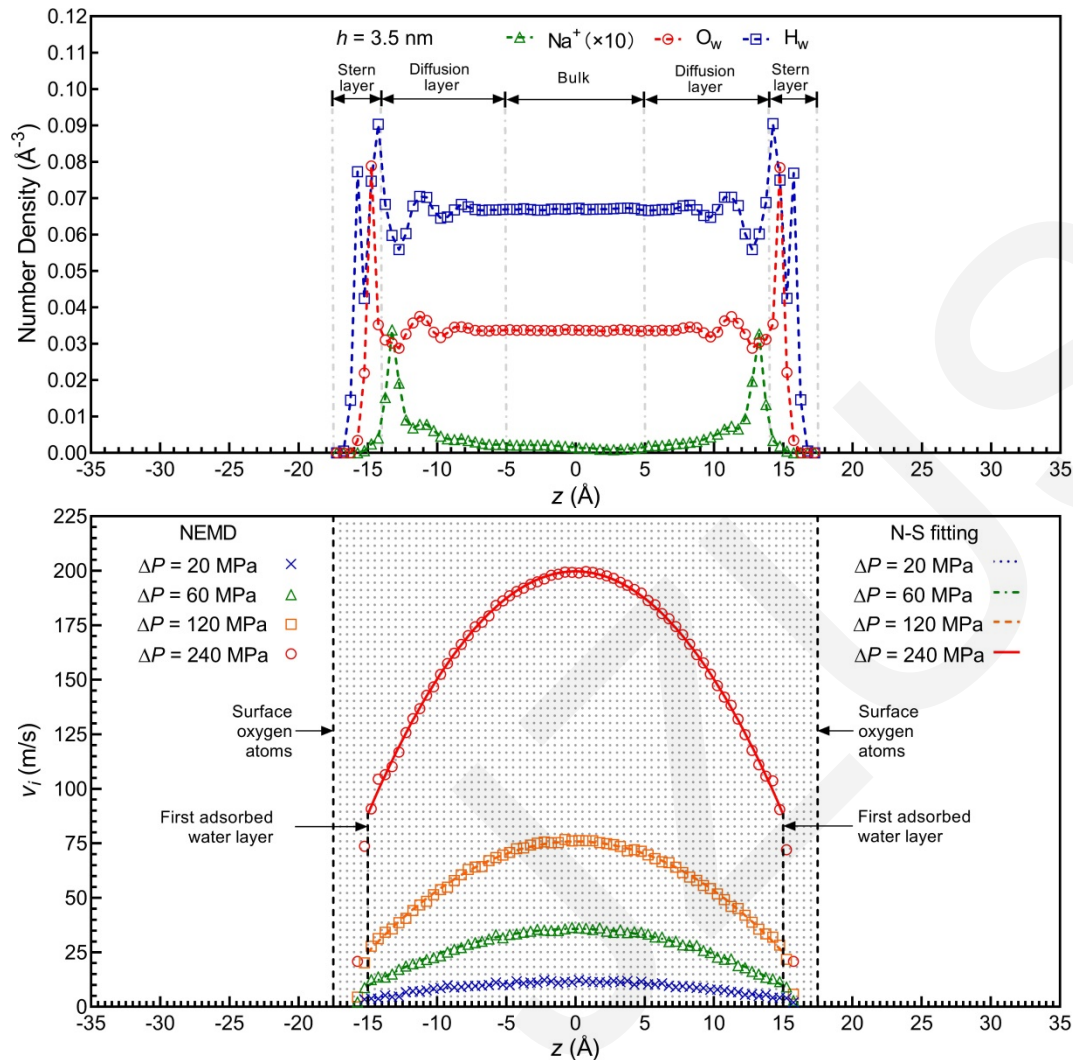 h = 3.5 nm
Na⁺ (×10) O_w H_w
Stern layer
Diffusion layer
Bulk
Diffusion layer
Stern layer
Number Density (Å⁻³)
0.12
0.11
0.10
0.09
0.08
0.07
0.06
0.05
0.04
0.03
0.02
0.01
0.00
-35 -30 -25 -20 -15 -10 -5 0 5 10 15 20 25 30 35
z (Å)
225
200
175
150
125
100
75
50
25
0
v_i (m/s)
NEMD
ΔP = 20 MPa
ΔP = 60 MPa
ΔP = 120 MPa
ΔP = 240 MPa
N-S fitting
ΔP = 20 MPa
ΔP = 60 MPa
ΔP = 120 MPa
ΔP = 240 MPa
Surface
oxygen
atoms
Surface
oxygen
atoms
First adsorbed
water layer
First adsorbed
water layer
-35 -30 -25 -20 -15 -10 -5 0 5 10 15 20 25 30 35
z (Å)